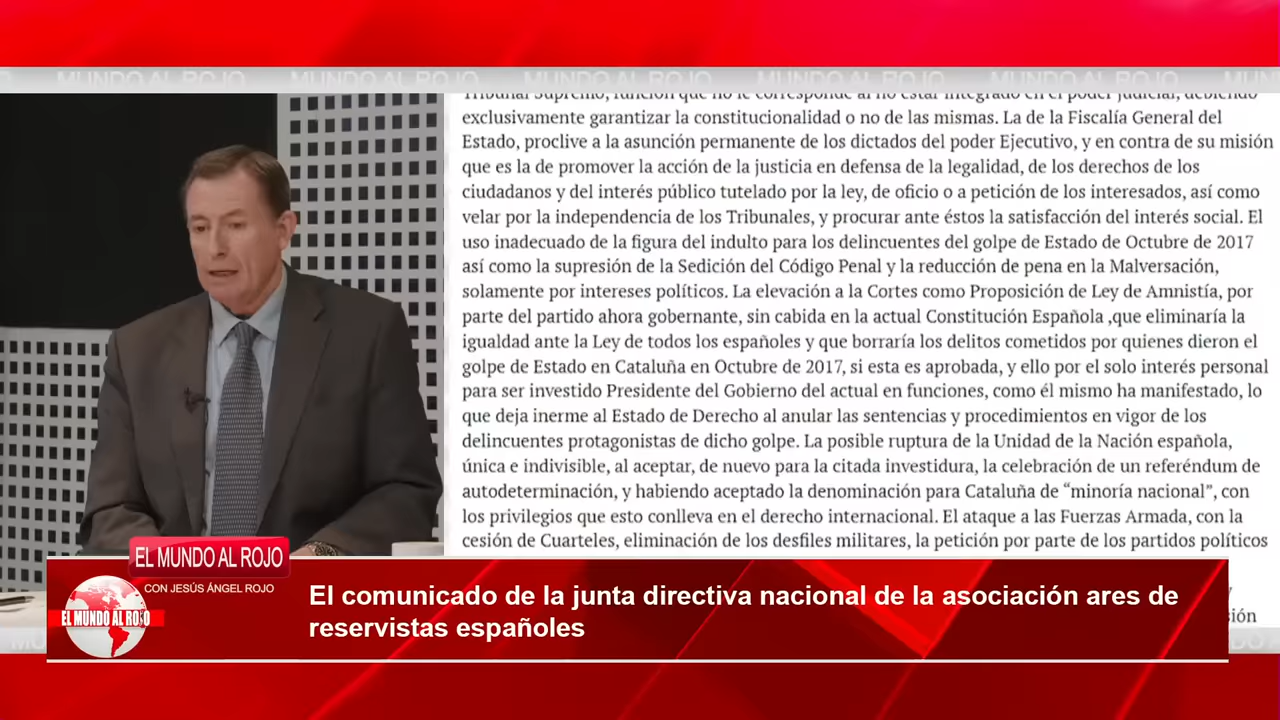 MUNDO AL ROJO MUNDO AL ROJO MUNDO AL ROJO MUNDO AL ROJO MUNDO AL ROJO MUN
Tribunal Supremo, función que no le corresponde al no estar integrado en el poder judicial, debiendo
exclusivamente garantizar la constitucionalidad o no de las mismas. La de la Fiscalía General del
Estado, proclive a la asunción permanente de los dictados del poder Ejecutivo, y en contra de su misión
que es la de promover la acción de la justicia en defensa de la legalidad, de los derechos de los
ciudadanos y del interés público tutelado por la ley, de oficio o a petición de los interesados, así como
velar por la independencia de los Tribunales, y procurar ante éstos la satisfacción del interés social. El
uso inadecuado de la figura del indulto para los delincuentes del golpe de Estado de Octubre de 2017
así como la supresión de la Sedición del Código Penal y la reducción de pena en la Malversación,
solamente por intereses políticos. La elevación a la Cortes como Proposición de Ley de Amnistía, por
parte del partido ahora gobernante, sin cabida en la actual Constitución Española ,que eliminaría la
igualdad ante la Ley de todos los españoles y que borraría los delitos cometidos por quienes dieron el
golpe de Estado en Cataluña en Octubre de 2017, si esta es aprobada, y ello por el solo interés personal
para ser investido Presidente del Gobierno del actual en funciones, como él mismo ha manifestado, lo
que deja inerme al Estado de Derecho al anular las sentencias y procedimientos en vigor de los
delincuentes protagonistas de dicho golpe. La posible ruptura de la Unidad de la Nación española,
única e indivisible, al aceptar, de nuevo para la citada investidura, la celebración de un referéndum de
autodeterminación, y habiendo aceptado la denominación para Cataluña de “minoría nacional”, con
los privilegios que esto conlleva en el derecho internacional. El ataque a las Fuerzas Armada, con la
cesión de Cuarteles, eliminación de los desfiles militares, la petición por parte de los partidos políticos
EL MUNDO AL ROJO
CON JESÚS ÁNGEL ROJO
EL MUNDO AL ROJO
El comunicado de la junta directiva nacional de la asociación ares de
reservistas españoles